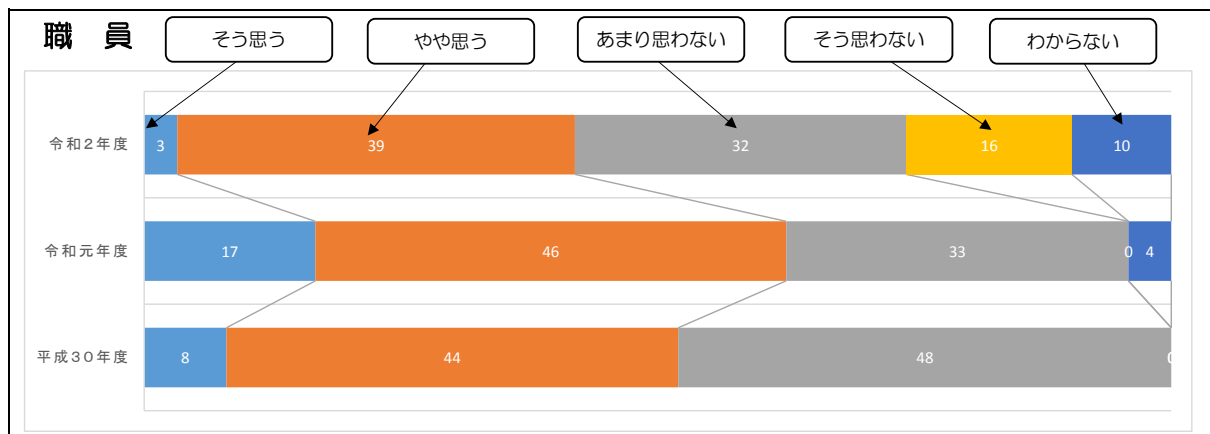 職 員
そう思う
やや思う
あまり思わない
そう思わない
わからない
令和２年度
3
39
32
16
10
令和元年度
17
46
33
0
4
平成３０年度
8
44
48
0